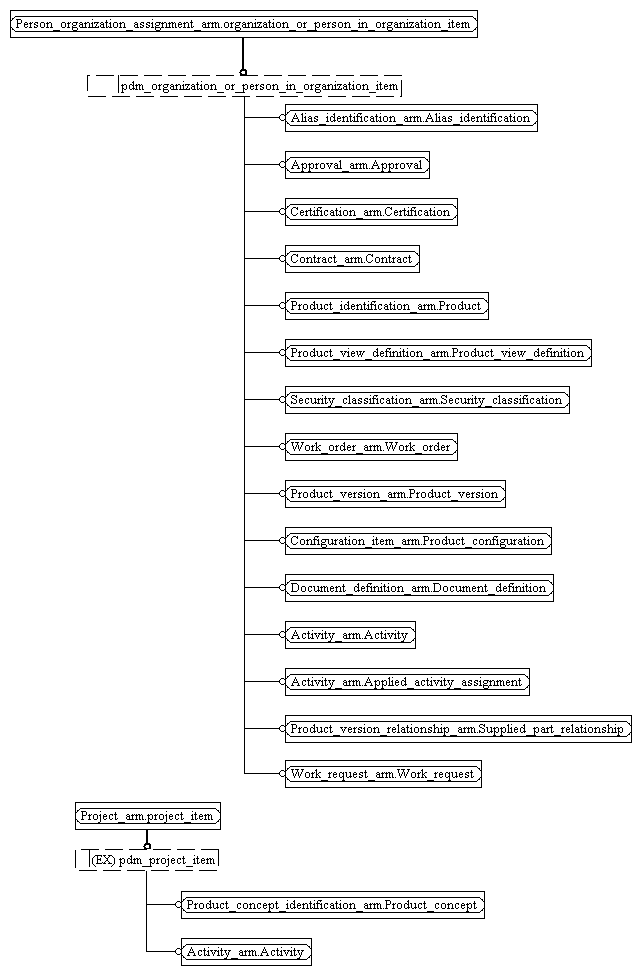 Person_organization_assignment_arm.organization_or_person_in_organization_item
pdm_organization_or_person_in_organization_item
Alias_identification_arm.Alias_identification
Approval_arm.Approval
Certification_arm.Certification
Contract_arm.Contract
Product_identification_arm.Product
Product_view_definition_arm.Product_view_definition
Security_classification_arm.Security_classification
Work_order_arm.Work_order
Product_version_arm.Product_version
Configuration_item_arm.Product_configuration
Document_definition_arm.Document_definition
Activity_arm.Activity
Activity_arm.Applied_activity_assignment
Product_version_relationship_arm.Supplied_part_relationship
Work_request_arm.Work_request
Project_arm.project_item
(EX) pdm_project_item
Product_concept_identification_arm.Product_concept
Activity_arm.Activity